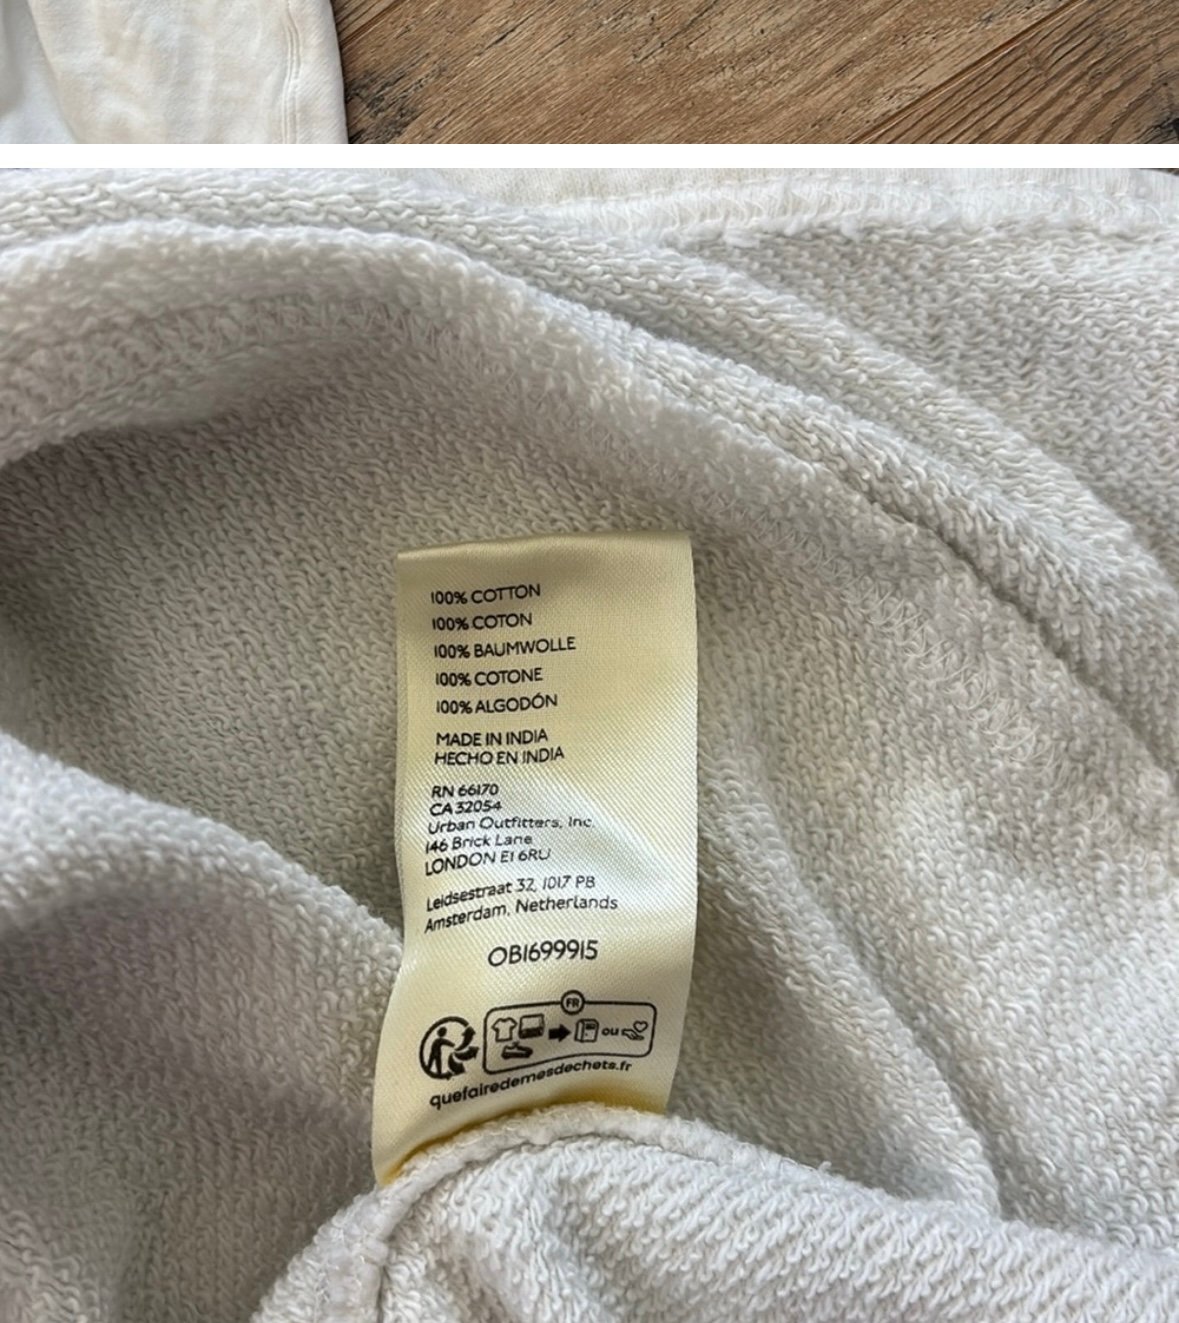 100% COTTON
100% COTON
100% BAUMWOLLE
100% COTONE
100% ALGODÓN
MADE IN INDIA
HECHO EN INDIA
RN 66170
CA 32054
Urban Outfitters, Inc.
146 Brick Lane
LONDON E1 6RU
Leidsestraat 32, 1017 PB
Amsterdam, Netherlands
OB1699915
FR
ou
quefairedemesdechets.fr